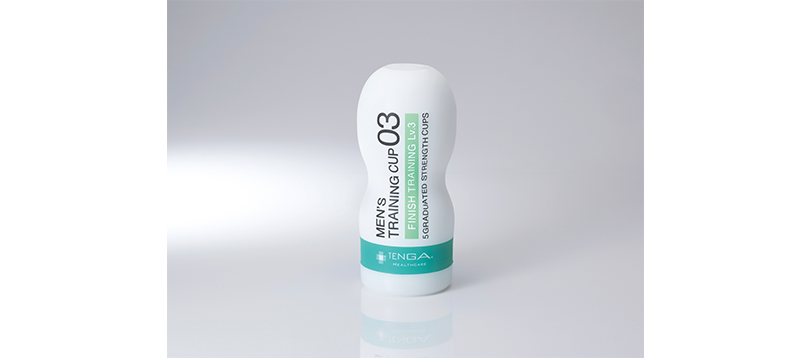 MEN'S
TRAINING CUP 03
FINISH TRAINING Lv.3
5 GRADUATED STRENGTH CUPS
TENGA
HEALTHCARE